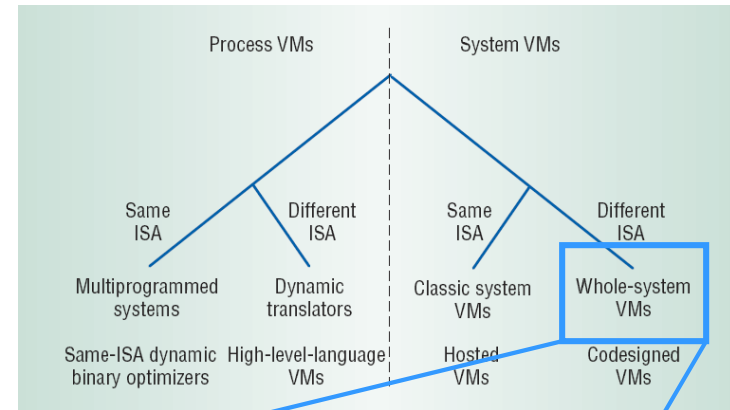 Process VMs
System VMs
Same
ISA
Different
ISA
Same
ISA
Different
ISA
Multiprogrammed
systems
Dynamic
translators
Classic system
VMs
Whole-system
VMs
Same-ISA dynamic
binary optimizers
High-level-language
VMs
Hosted
VMs
Codesigned
VMs